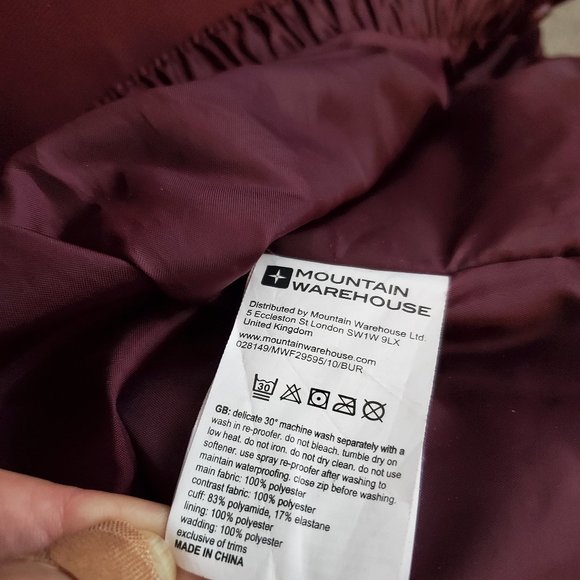 MOUNTAIN
WAREHOUSE
Distributed by Mountain Warehouse Ltd.
5 Eccleston St London SW1W 9LX
United Kingdom
www.mountainwarehouse.com
028149/MWF29595/10/BUR
30
GB: delicate 30° machine wash separately with a
wash in re-proofer. do not bleach. tumble dry on
low heat. do not iron. do not dry clean. do not use
softener. use spray re-proofer after washing to
maintain waterproofing. close zip before washing.
main fabric: 100% polyester
contrast fabric: 100% polyester
cuff: 83% polyamide, 17% elastane
lining: 100% polyester
wadding: 100% polyester
exclusive of trims
MADE IN CHINA